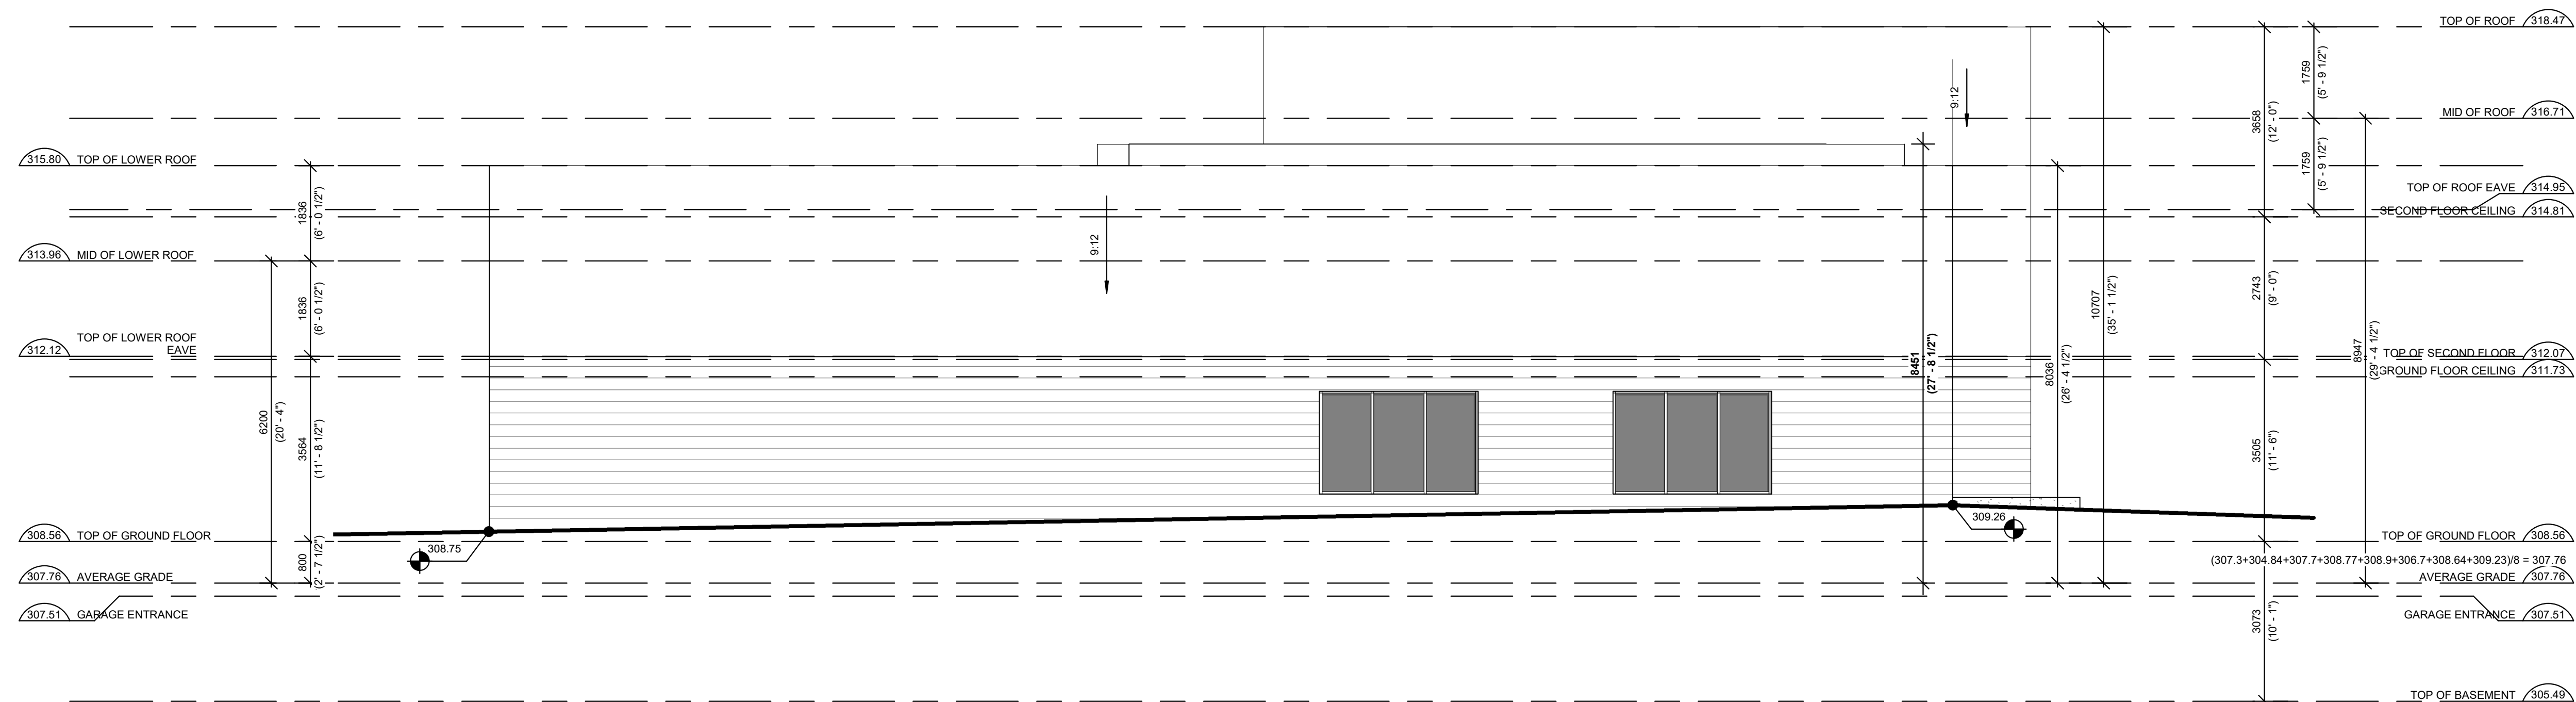 TOP OF ROOF 318.47
1759
(5' - 9 1/2")
3658
(12' - 0")
9:12
MID OF ROOF 316.71
315.80 TOP OF LOWER ROOF
1759
(5' - 9 1/2")
TOP OF ROOF EAVE 314.95
1836
(6' - 0 1/2")
SECOND FLOOR CEILING 314.81
9:12
313.96 MID OF LOWER ROOF
2743
(9' - 0")
10707
(35' - 1 1/2")
1836
(6' - 0 1/2")
TOP OF LOWER ROOF
EAVE
312.12
8451
(27' - 8 1/2")
8947
(29' - 4 1/2")
TOP OF SECOND FLOOR 312.07
8036
(26' - 4 1/2")
GROUND FLOOR CEILING 311.73
6200
(20' - 4")
3564
(11' - 8 1/2")
3505
(11' - 6")
309.26
308.56 TOP OF GROUND FLOOR
TOP OF GROUND FLOOR 308.56
308.75
800
(2' - 7 1/2")
(307.3+304.84+307.7+308.77+308.9+306.7+308.64+309.23)/8 = 307.76
307.76 AVERAGE GRADE
AVERAGE GRADE 307.76
307.51 GARAGE ENTRANCE
GARAGE ENTRANCE 307.51
3073
(10' - 1")
TOP OF BASEMENT 305.49